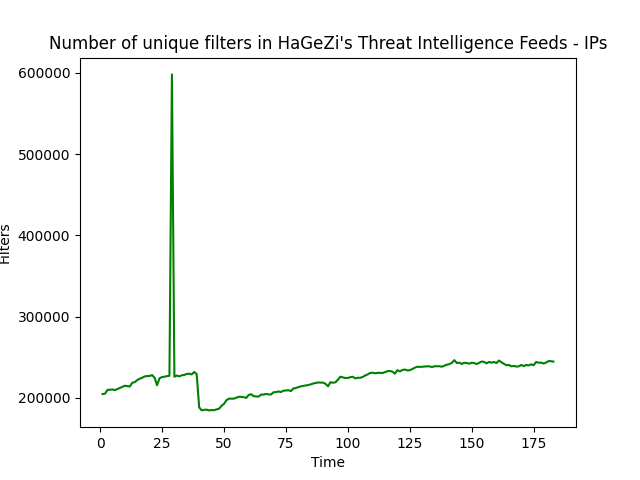 Number of unique filters in HaGeZi's Threat Intelligence Feeds - IPs
600000
500000
400000
300000
200000
Filters
0 25 50 75 100 125 150 175
Time